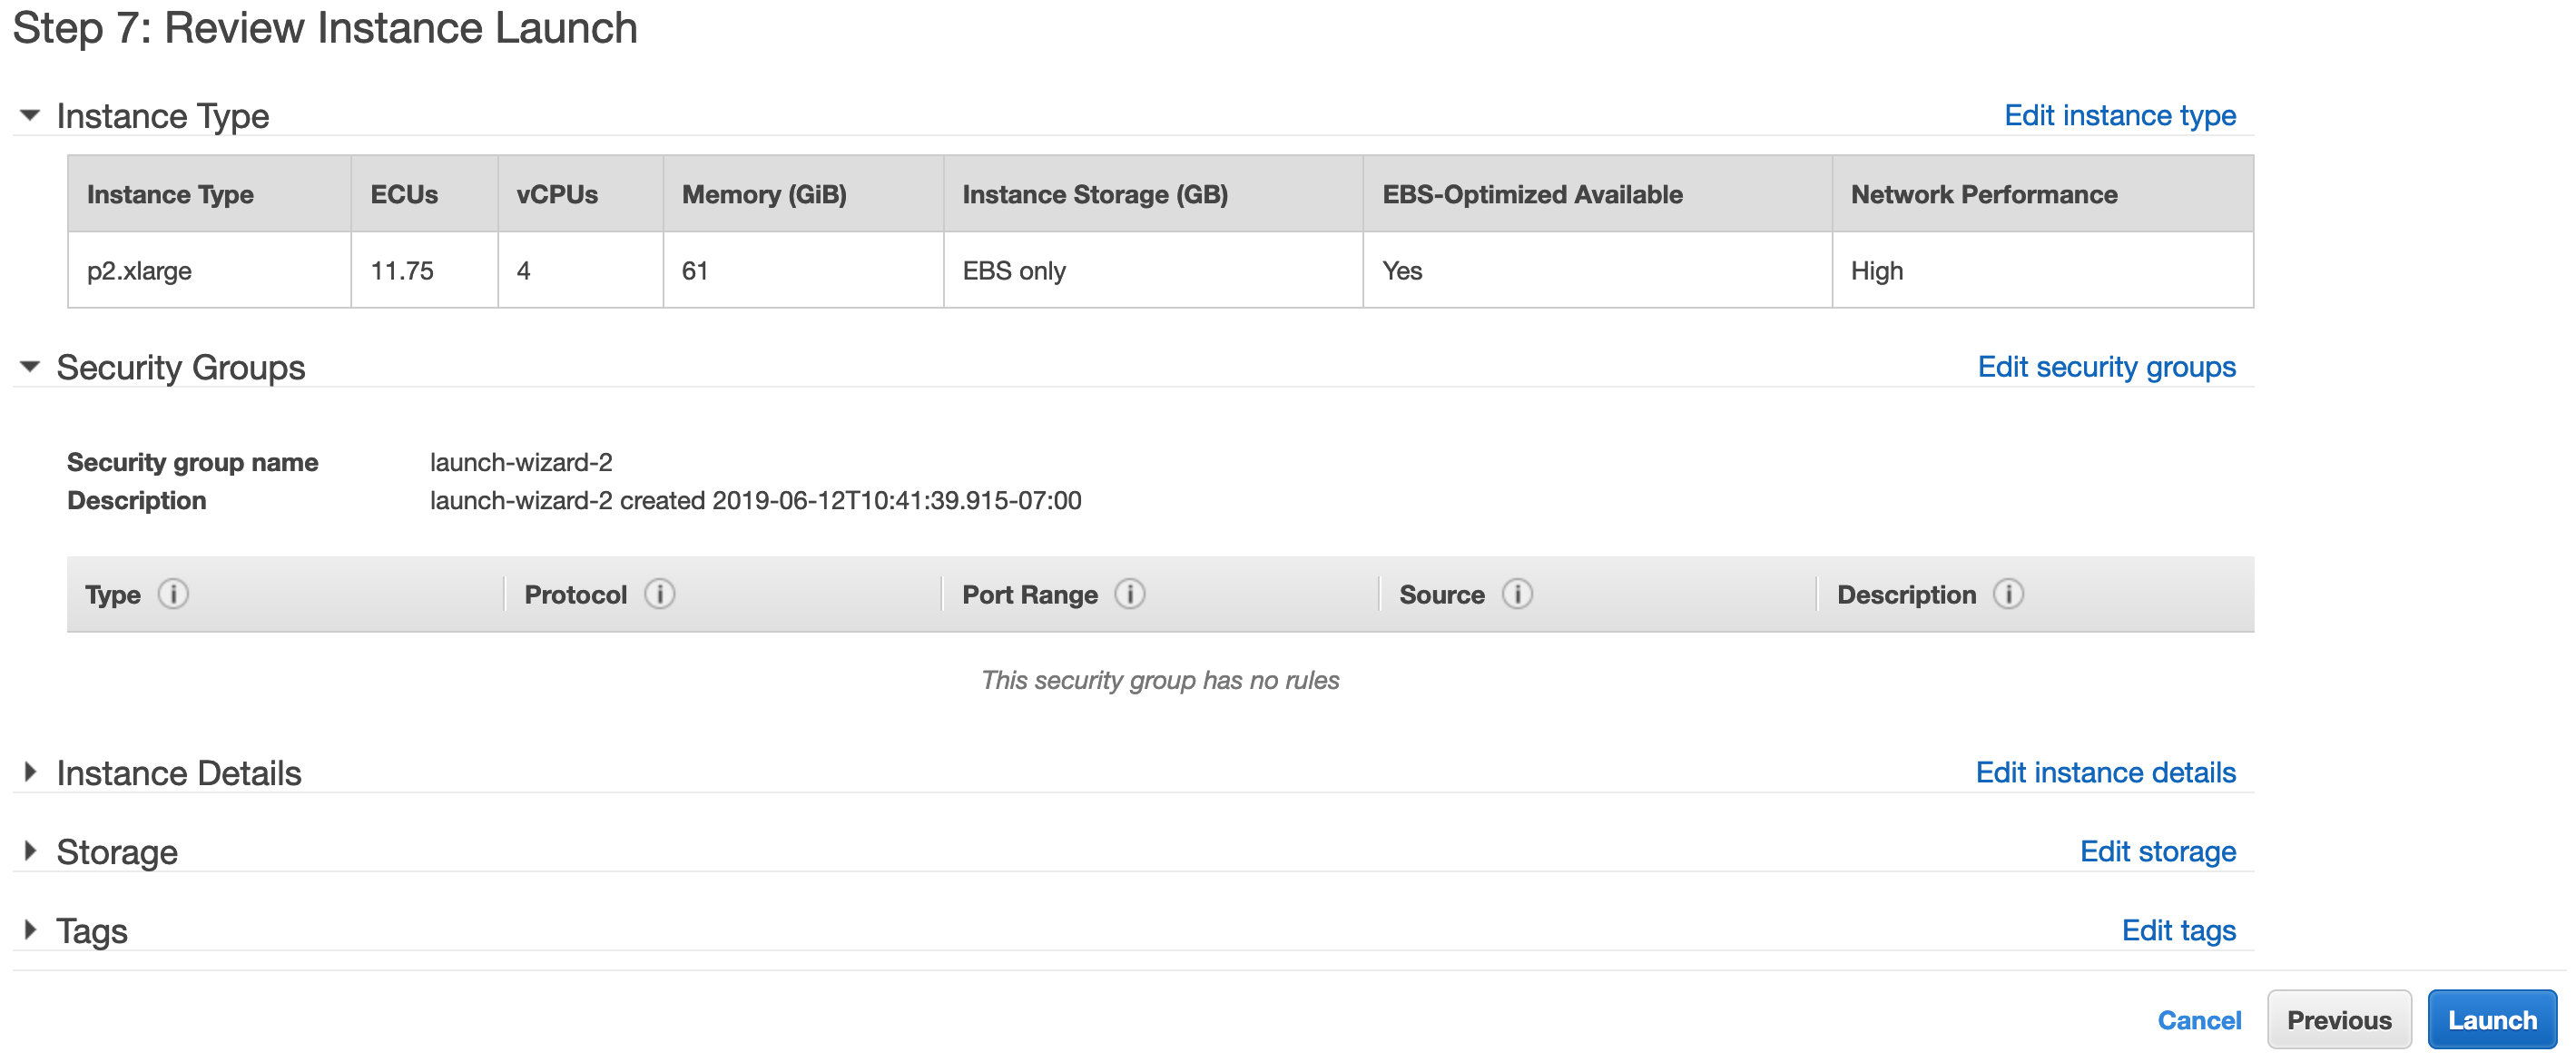 Step 7: Review Instance Launch
Instance Type Edit instance type
Instance Type ECUs vCPUs Memory (GiB) Instance Storage (GB) EBS-Optimized Available Network Performance
p2.xlarge 11.75 4 61 EBS only Yes High
Security Groups Edit security groups
Security group name launch-wizard-2
Description launch-wizard-2 created 2019-06-12T10:41:39.915-07:00
Type i Protocol i Port Range i Source i Description i
This security group has no rules
Instance Details Edit instance details
Storage Edit storage
Tags Edit tags
Cancel Previous Launch